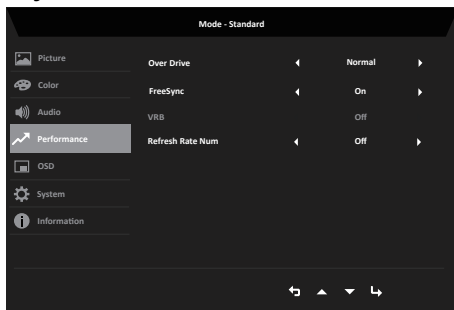 Mode - Standard
Picture
Over Drive Normal
Color
FreeSync On
Audio
VRB Off
Performance
Refresh Rate Num Off
OSD
System
Information